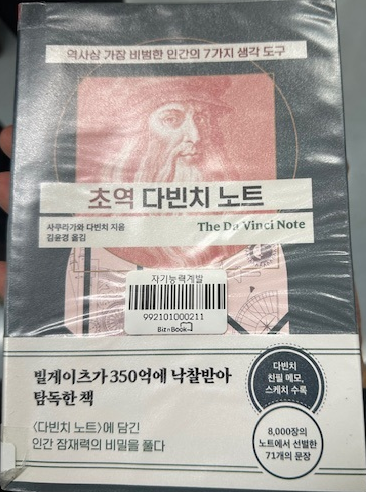 역사상 가장 비범한 인간의 7가지 생각 도구
초역 다빈치 노트
사쿠라가와 다빈치 지음
김윤경 옮김
The Da Vinci Note
자기능력계발
992101000211
BiznBook
빌게이츠가 350억에 낙찰받아
탐독한 책
〈다빈치 노트〉에 담긴
인간 잠재력의 비밀을 풀다
다빈치
친필 메모,
스케치 수록
8,000장의
노트에서 선별한
71개의 문장